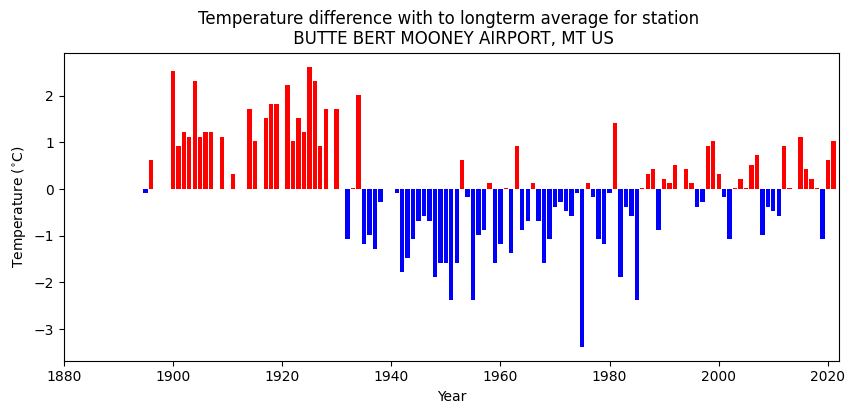 Temperature difference with to longterm average for station
BUTTE BERT MOONEY AIRPORT, MT US
Temperature (°C)
2
1
0
−1
−2
−3
1880 1900 1920 1940 1960 1980 2000 2020
Year